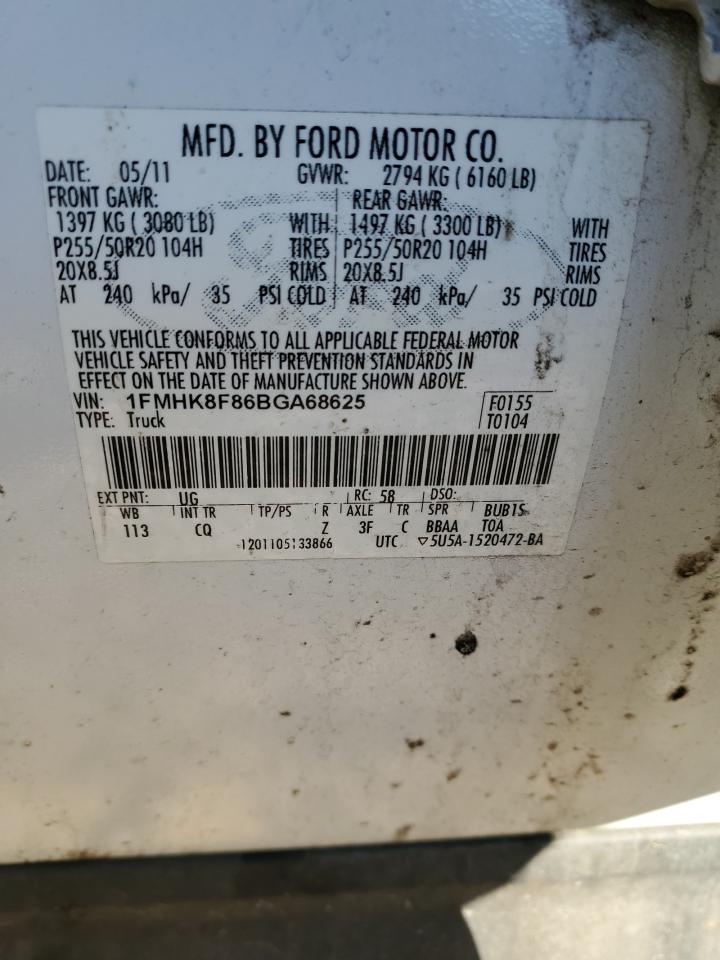 MFD. BY FORD MOTOR CO.
DATE: 05/11 GVWR: 2794 KG ( 6160 LB)
FRONT GAWR: REAR GAWR:
1397 KG ( 3080 LB) WITH 1497 KG ( 3300 LB) WITH
P255/50R20 104H TIRES P255/50R20 104H TIRES
20X8.5J RIMS 20X8.5J RIMS
AT 240 kPa/ 35 PSI COLD AT 240 kPa/ 35 PSI COLD
THIS VEHICLE CONFORMS TO ALL APPLICABLE FEDERAL MOTOR
VEHICLE SAFETY AND THEFT PREVENTION STANDARDS IN
EFFECT ON THE DATE OF MANUFACTURE SHOWN ABOVE.
VIN: 1FMHK8F86BGA68625 F0155
TYPE: Truck T0104
EXT PNT: UG RC: 58 DSO:
WB INT TR TP/PS R AXLE TR SPR BUB1S
113 CQ Z 3F C BBAA TOA
1201105133866 UTC ▽5U5A-1520472-BA